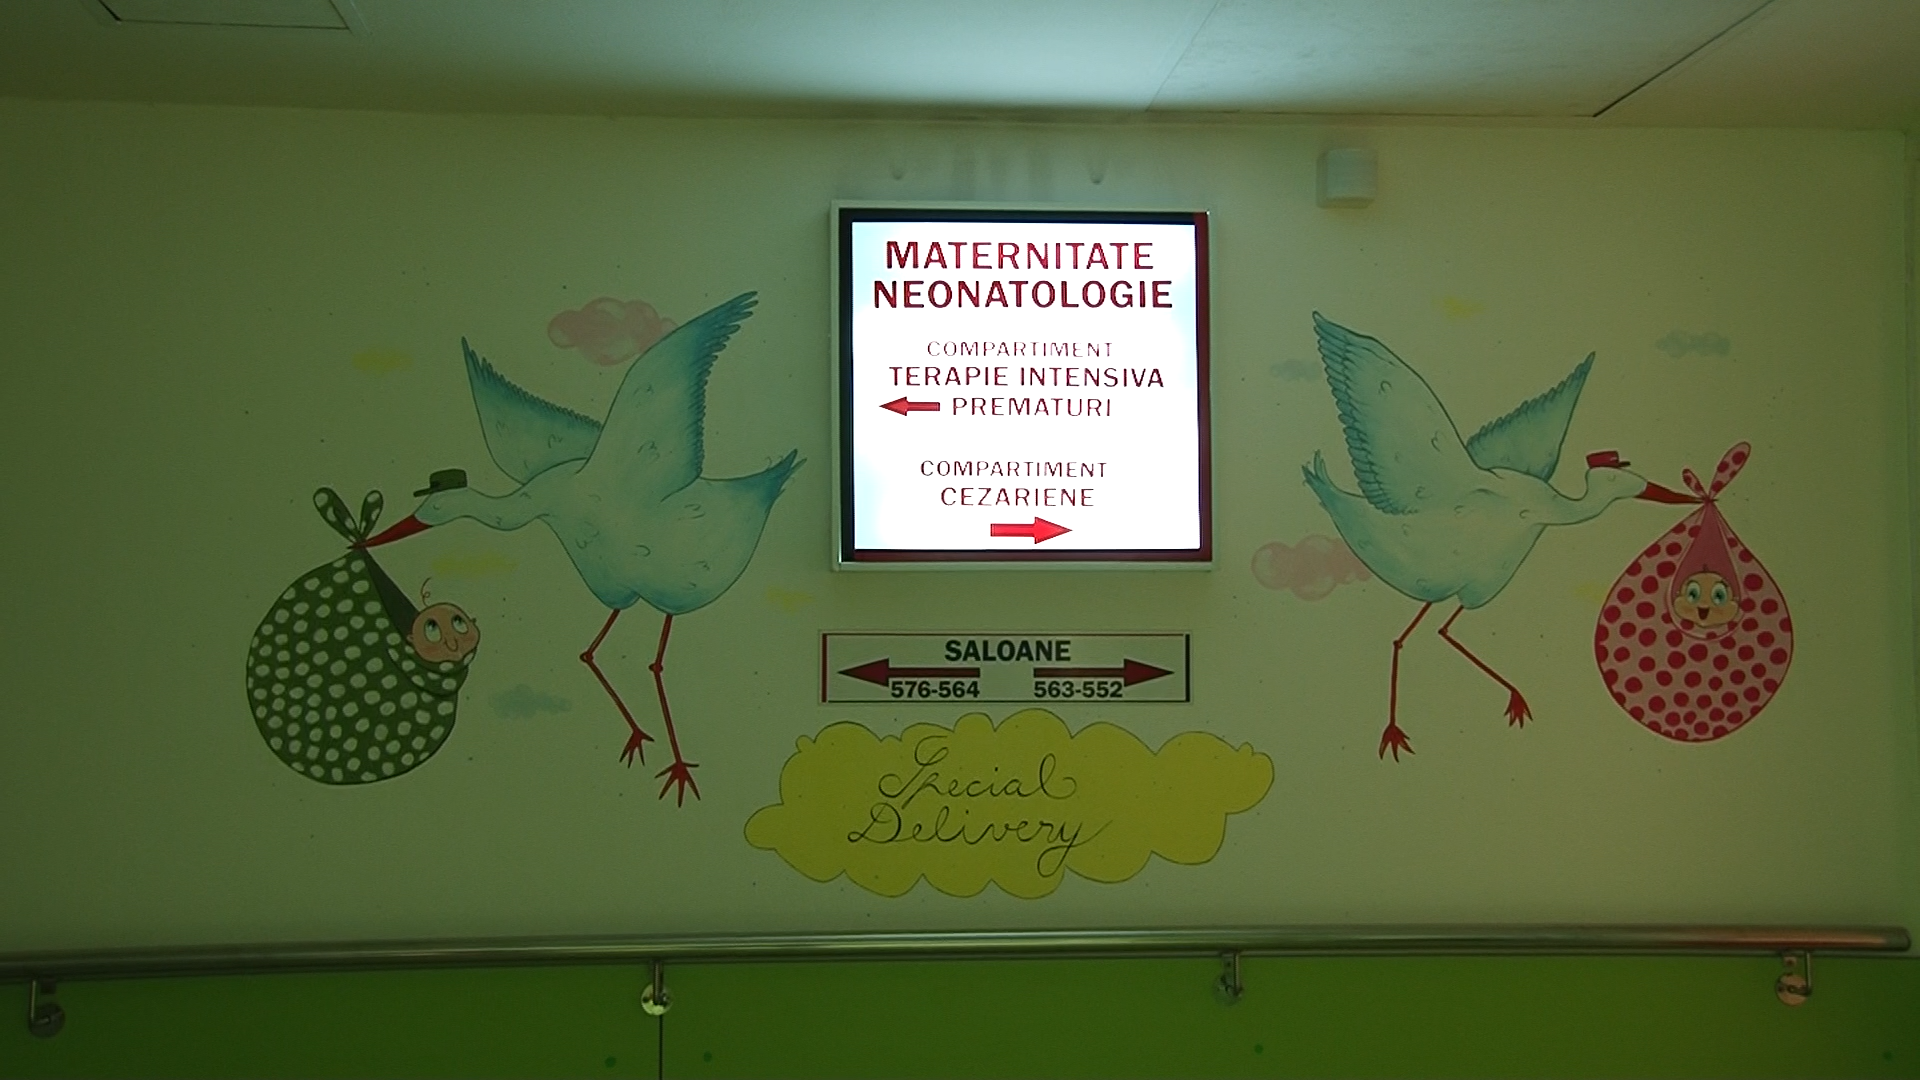 MATERNITATE
NEONATOLOGIE
COMPARTIMENT
TERAPIE INTENSIVA
PREMATURI
COMPARTIMENT
CEZARIENE
SALOANE
576-564 563-552
Special
Delivery